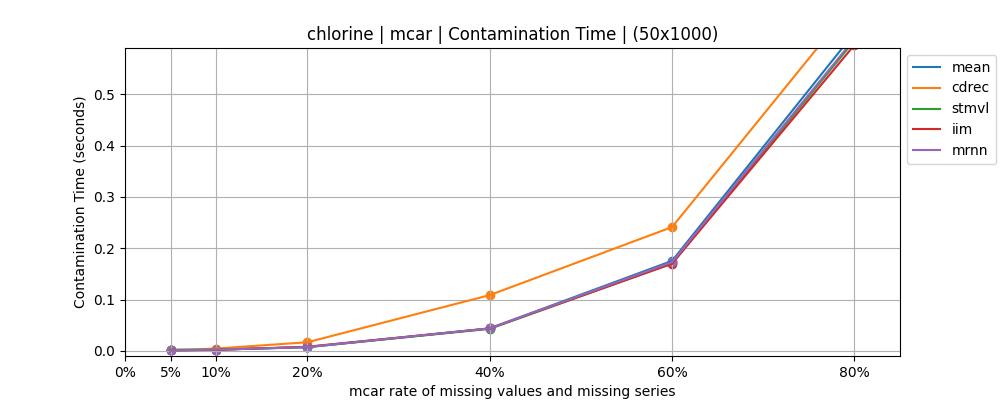 chlorine | mcar | Contamination Time | (50x1000)
Contamination Time (seconds)
0.5
0.4
0.3
0.2
0.1
0.0
0% 5% 10% 20% 40% 60% 80%
mcar rate of missing values and missing series
mean
cdrec
stmvl
iim
mrnn